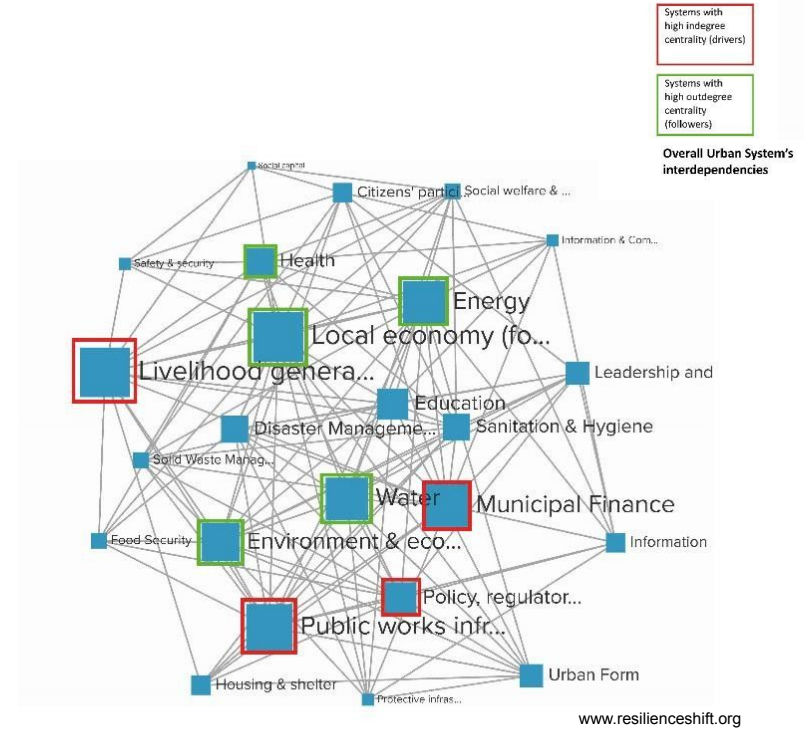 Systems with
high indegree
centrality (drivers)
Systems with
high outdegree
centrality
(followers)
Overall Urban System's
interdependencies
Social capital
Citizens' partici...
Social welfare & ...
Information & Com...
Safety & security
Health
Energy
Local economy (fo...
Livelihood genera...
Leadership and
Education
Disaster Manageme...
Sanitation & Hygiene
Solid Waste Manag...
Water
Municipal Finance
Food Security
Environment & eco...
Information
Policy, regulator...
Public works infr...
Urban Form
Housing & shelter
Protective infras...
www.resilienceshift.org